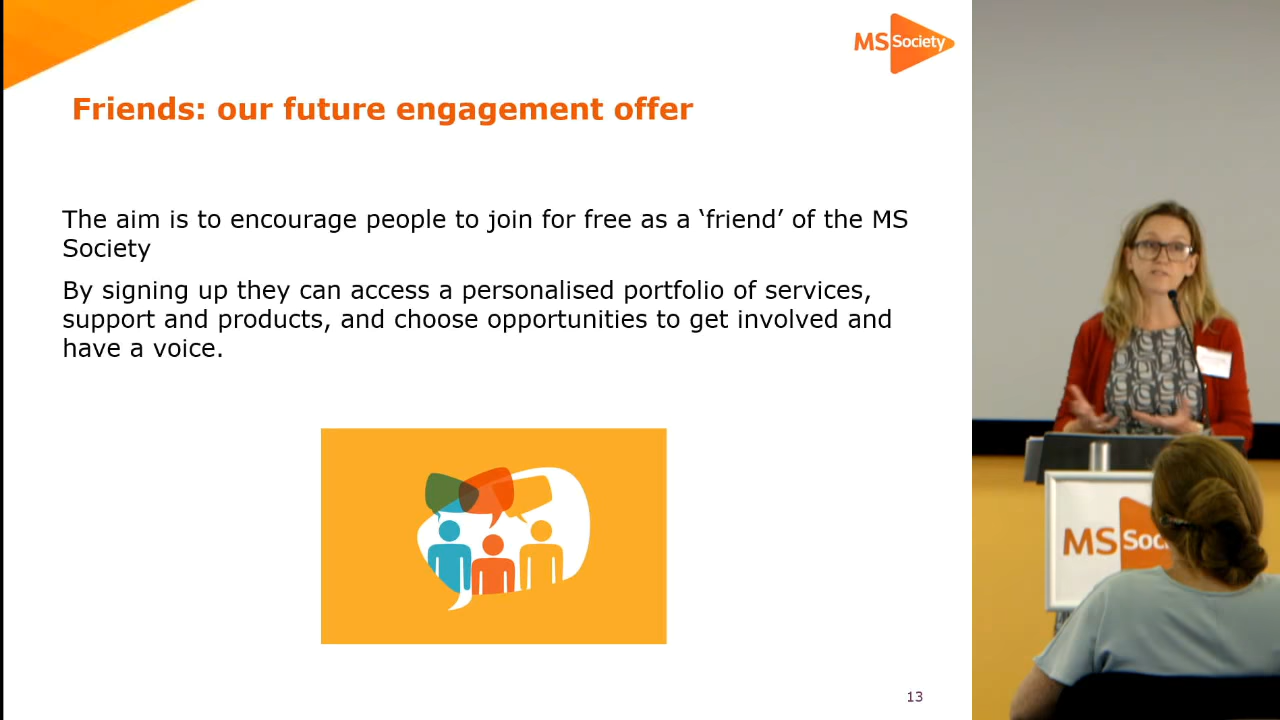 MS Society
Friends: our future engagement offer
The aim is to encourage people to join for free as a ‘friend’ of the MS
Society
By signing up they can access a personalised portfolio of services,
support and products, and choose opportunities to get involved and
have a voice.
13
MS